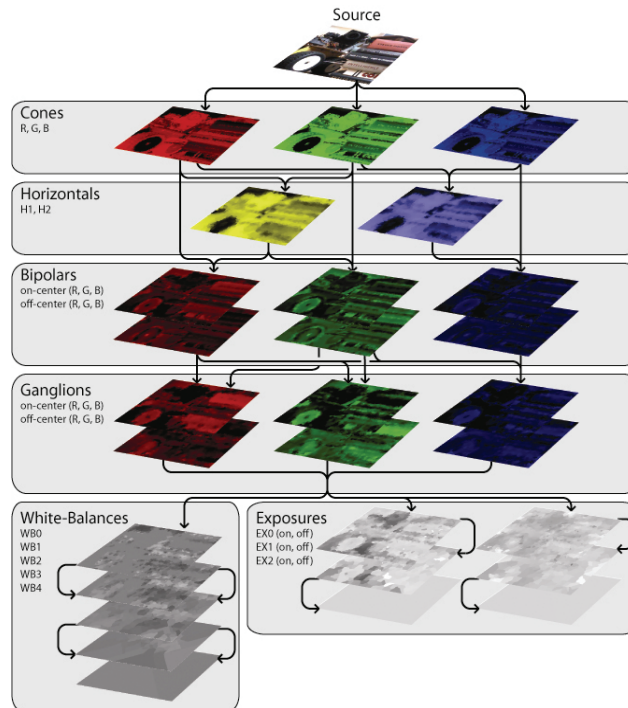 Source
Cones
R, G, B
Horizontals
H1, H2
Bipolars
on-center (R, G, B)
off-center (R, G, B)
Ganglions
on-center (R, G, B)
off-center (R, G, B)
White-Balances
WB0
WB1
WB2
WB3
WB4
Exposures
EX0 (on, off)
EX1 (on, off)
EX2 (on, off)